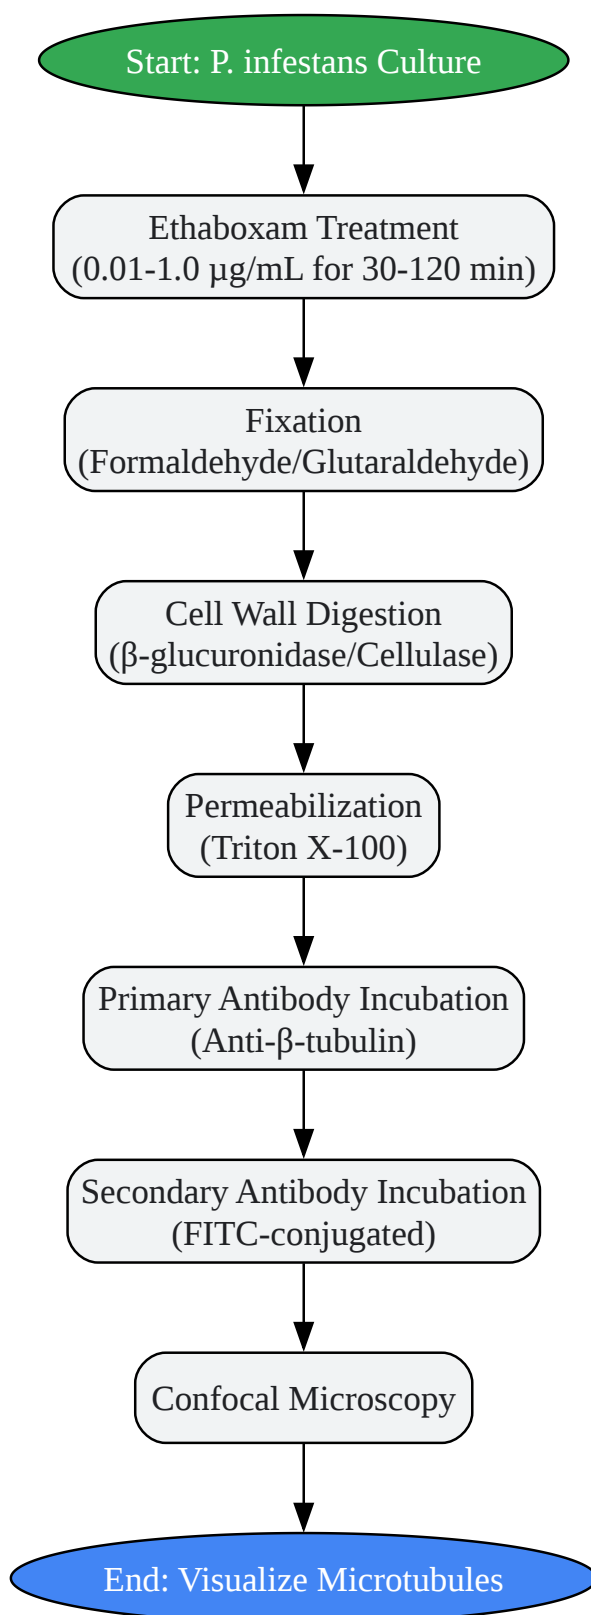 Start: P. infestans Culture
Ethaboxam Treatment
(0.01-1.0 µg/mL for 30-120 min)
Fixation
(Formaldehyde/Glutaraldehyde)
Cell Wall Digestion
(β-glucuronidase/Cellulase)
Permeabilization
(Triton X-100)
Primary Antibody Incubation
(Anti-β-tubulin)
Secondary Antibody Incubation
(FITC-conjugated)
Confocal Microscopy
End: Visualize Microtubules